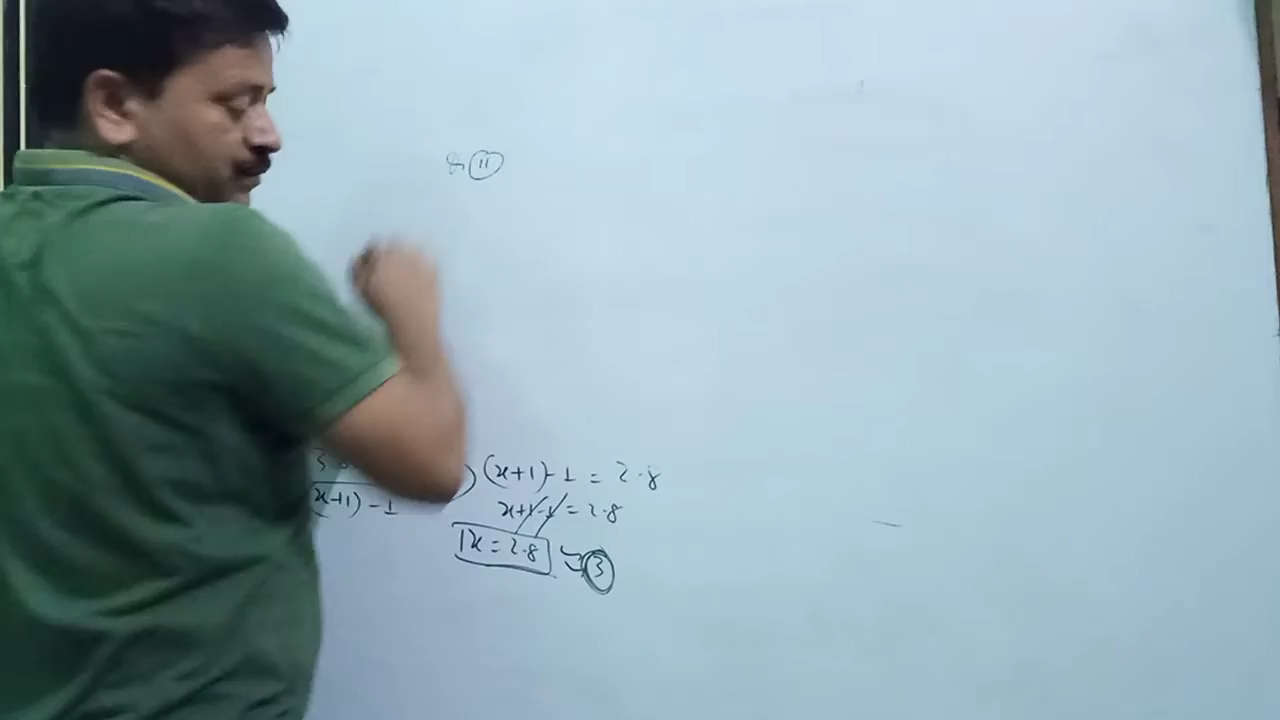 (11)
(x+1)-1 (x+1)-1 = 2.8
x+1-1 = 2.8
x = 2.8 3